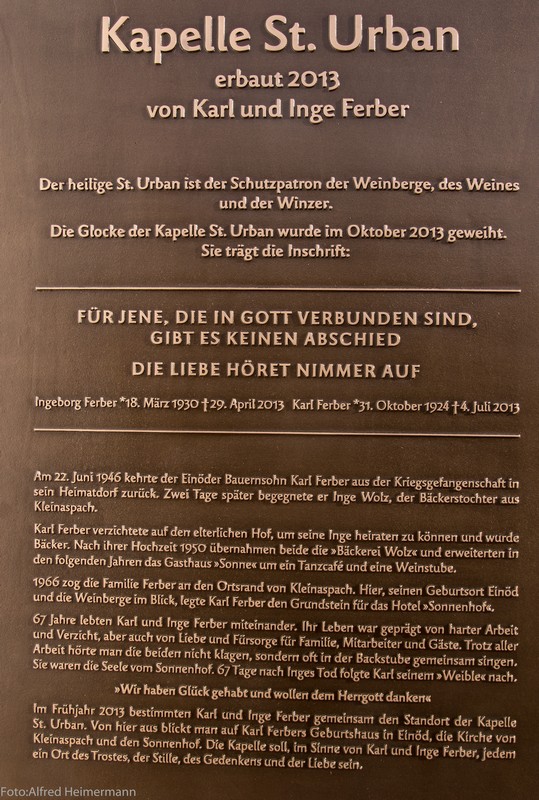 Kapelle St. Urban
erbaut 2013
von Karl und Inge Ferber
Der heilige St. Urban ist der Schutzpatron der Weinberge, des Weines
und der Winzer.
Die Glocke der Kapelle St. Urban wurde im Oktober 2013 geweiht.
Sie trägt die Inschrift:
FÜR JENE, DIE IN GOTT VERBUNDEN SIND,
GIBT ES KEINEN ABSCHIED
DIE LIEBE HÖRET NIMMER AUF
Ingeborg Ferber *18. März 1930 †29. April 2013 Karl Ferber *31. Oktober 1924 †4. Juli 2013
Am 22. Juni 1946 kehrte der Einöder Bauernsohn Karl Ferber aus der Kriegsgefangenschaft in
sein Heimatdorf zurück. Zwei Tage später begegnete er Inge Wolz, der Bäckerstochter aus
Kleinaspach.
Karl Ferber verzichtete auf den elterlichen Hof, um seine Inge heiraten zu können und wurde
Bäcker. Nach ihrer Hochzeit 1950 übernahmen beide die »Bäckerei Wolz« und erweiterten in
den folgenden Jahren das Gasthaus »Sonne« um ein Tanzcafé und eine Weinstube.
1966 zog die Familie Ferber an den Ortsrand von Kleinaspach. Hier, seinen Geburtsort Einöd
und die Weinberge im Blick, legte Karl Ferber den Grundstein für das Hotel »Sonnenhof«.
67 Jahre lebten Karl und Inge Ferber miteinander. Ihr Leben war geprägt von harter Arbeit
und Verzicht, aber auch von Liebe und Fürsorge für Familie, Mitarbeiter und Gäste. Trotz aller
Arbeit hörte man die beiden nicht klagen, sondern oft in der Backstube gemeinsam singen.
Sie waren die Seele vom Sonnenhof. 67 Tage nach Inges Tod folgte Karl seinem »Weible« nach.
»Wir haben Glück gehabt und wollen dem Herrgott danken«
Im Frühjahr 2013 bestimmten Karl und Inge Ferber gemeinsam den Standort der Kapelle
St. Urban. Von hier aus blickt man auf Karl Ferbers Geburtshaus in Einöd, die Kirche von
Kleinaspach und den Sonnenhof. Die Kapelle soll, im Sinne von Karl und Inge Ferber, jedem
ein Ort des Trostes, der Stille, des Gedenkens und der Liebe sein.
Foto:Alfred Heimermann